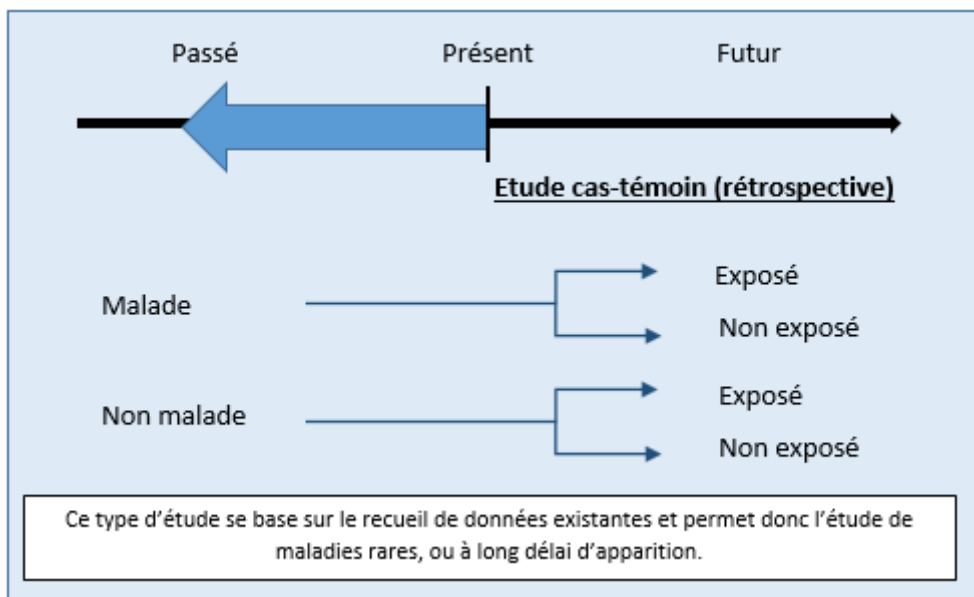 Passé Présent Futur
Etude cas-témoin (rétrospective)
Malade
Exposé
Non exposé
Non malade
Exposé
Non exposé
Ce type d'étude se base sur le recueil de données existantes et permet donc l'étude de
maladies rares, ou à long délai d'apparition.